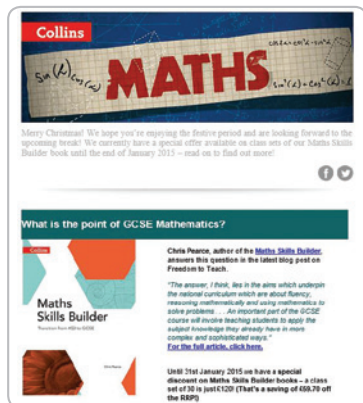 Collins
MATHS
Merry Christmas! We hope you're enjoying the festive period and are looking forward to the
upcoming break! We currently have a special offer available on class sets of our Maths Skills
Builder book until the end of January 2015 – read on to find out more!
What is the point of GCSE Mathematics?
Collins
Maths
Skills Builder
Chris Pearce, author of the Maths Skills Builder,
answers this question in the latest blog post on
Freedom to Teach.
"The answer, I think, lies in the aims which underpin
the national curriculum which are about fluency,
reasoning mathematically and using mathematics to
solve problems . . . An important part of the GCSE
course will involve teaching students to apply the
subject knowledge they already have in more
complex and sophisticated ways."
For the full article, click here.
Until 31st January 2015 we have a special
discount on Maths Skills Builder books – a class
set of 30 is just £120! (That's a saving of £69.70 off
the RRP!)